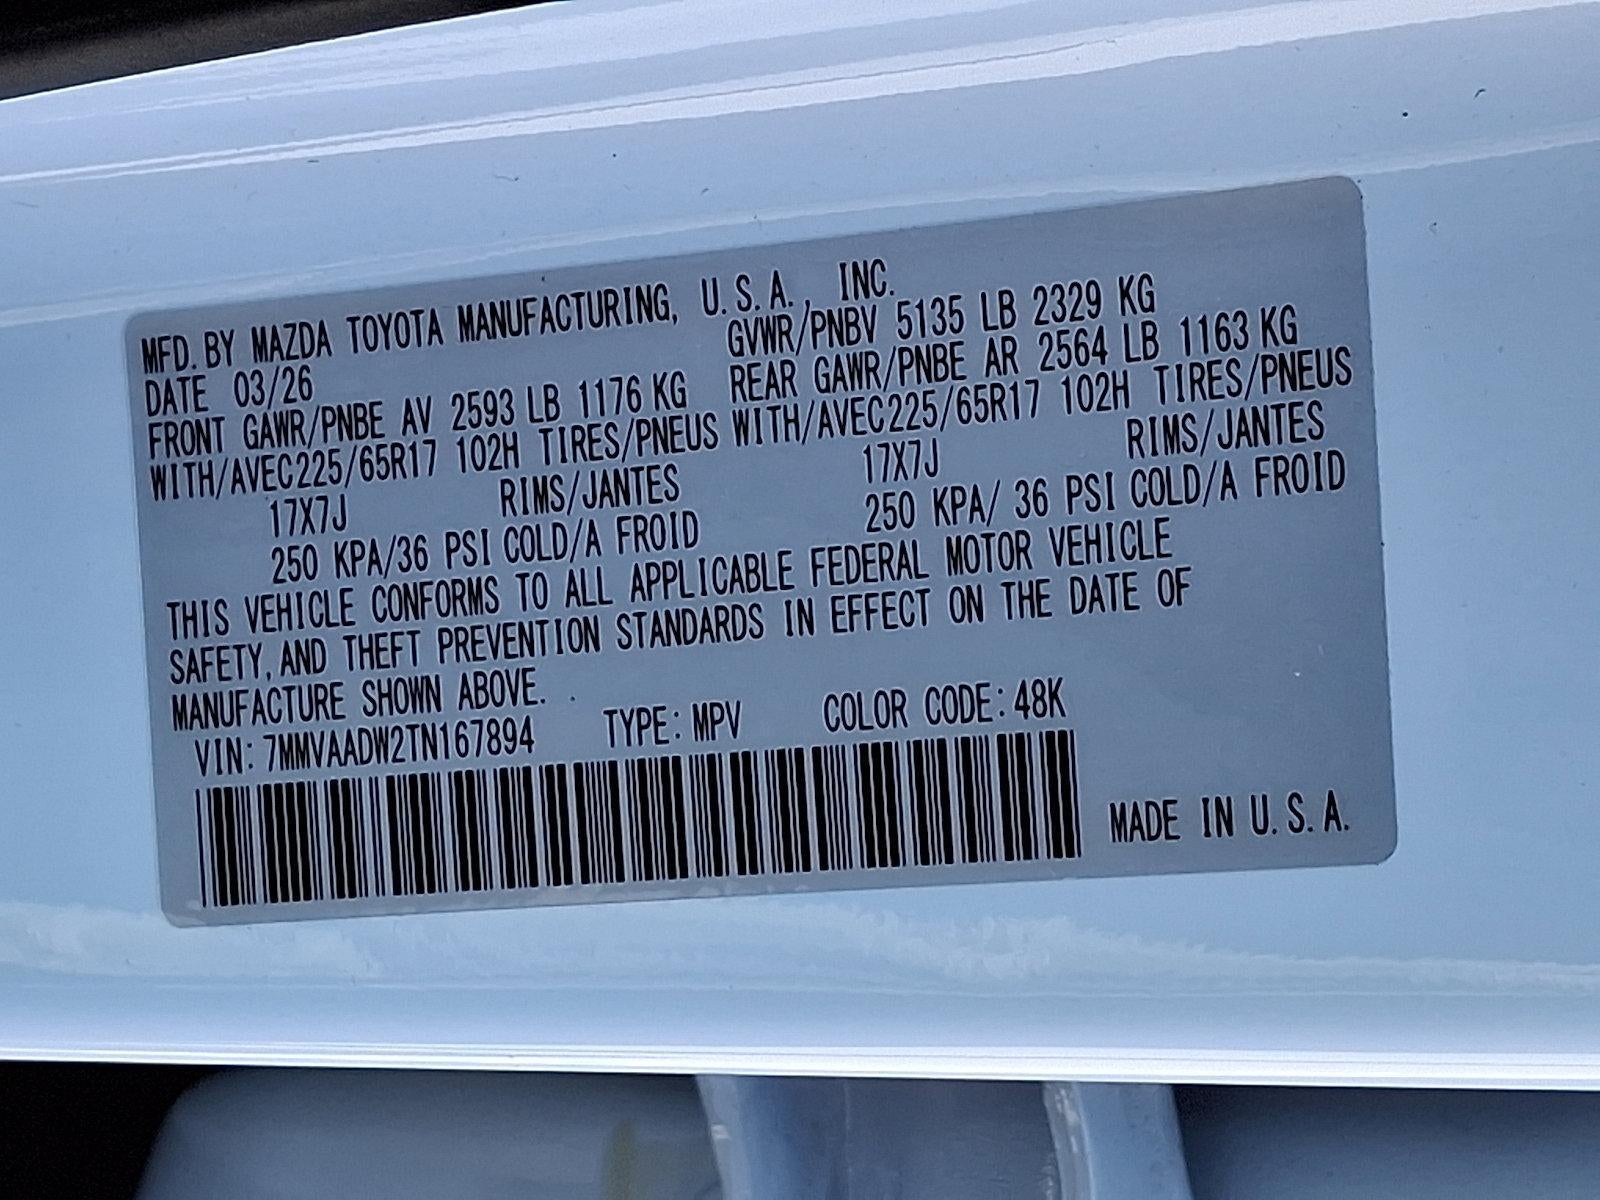 MFD. BY MAZDA TOYOTA MANUFACTURING, U.S.A., INC.
DATE 03/26 GVWR/PNBV 5135 LB 2329 KG
FRONT GAWR/PNBE AV 2593 LB 1176 KG REAR GAWR/PNBE AR 2564 LB 1163 KG
WITH/AVEC225/65R17 102H TIRES/PNEUS WITH/AVEC225/65R17 102H TIRES/PNEUS
17X7J RIMS/JANTES 17X7J RIMS/JANTES
250 KPA/36 PSI COLD/A FROID 250 KPA/ 36 PSI COLD/A FROID
THIS VEHICLE CONFORMS TO ALL APPLICABLE FEDERAL MOTOR VEHICLE
SAFETY, AND THEFT PREVENTION STANDARDS IN EFFECT ON THE DATE OF
MANUFACTURE SHOWN ABOVE.
VIN: 7MMVAADW2TN167894 TYPE: MPV COLOR CODE: 48K
MADE IN U.S.A.